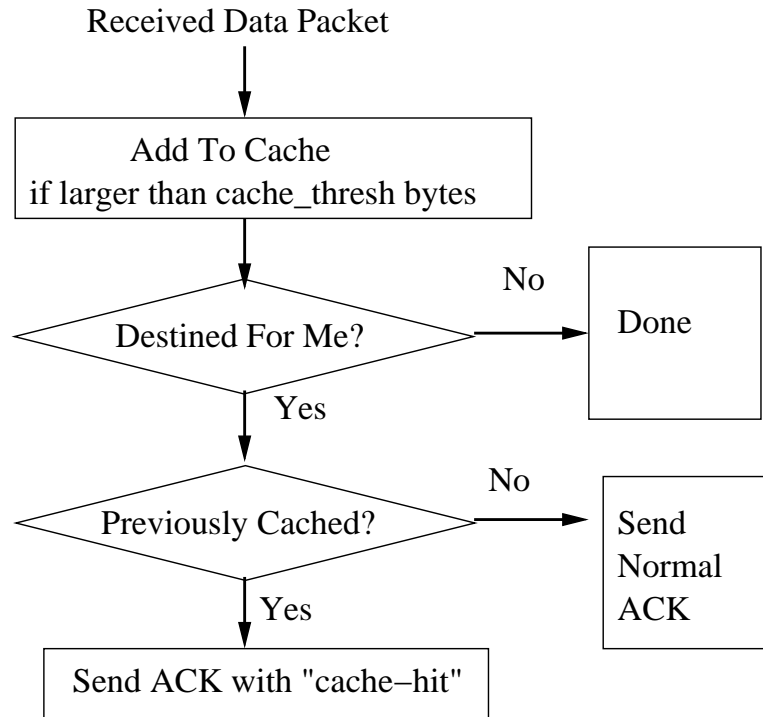 Received Data Packet
Add To Cache
if larger than cache_thresh bytes
No
Destined For Me?
Done
Yes
No
Previously Cached?
Send
Normal
ACK
Yes
Send ACK with "cache−hit"